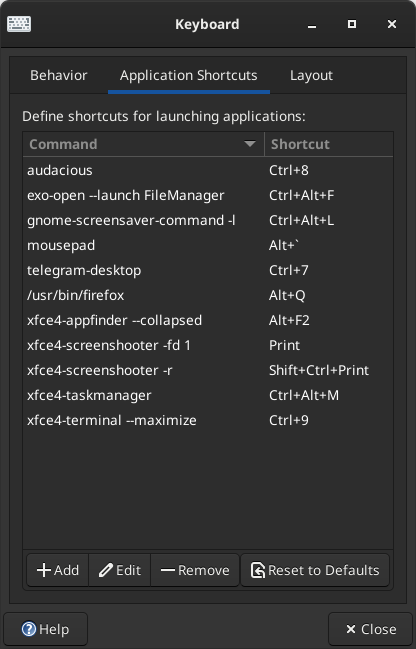 Keyboard
Behavior Application Shortcuts Layout
Define shortcuts for launching applications:
Command Shortcut
audacious Ctrl+8
exo-open --launch FileManager Ctrl+Alt+F
gnome-screensaver-command -l Ctrl+Alt+L
mousepad Alt+`
telegram-desktop Ctrl+7
/usr/bin/firefox Alt+Q
xfce4-appfinder --collapsed Alt+F2
xfce4-screenshooter -fd 1 Print
xfce4-screenshooter -r Shift+Ctrl+Print
xfce4-taskmanager Ctrl+Alt+M
xfce4-terminal --maximize Ctrl+9
Add Edit Remove Reset to Defaults
Help Close